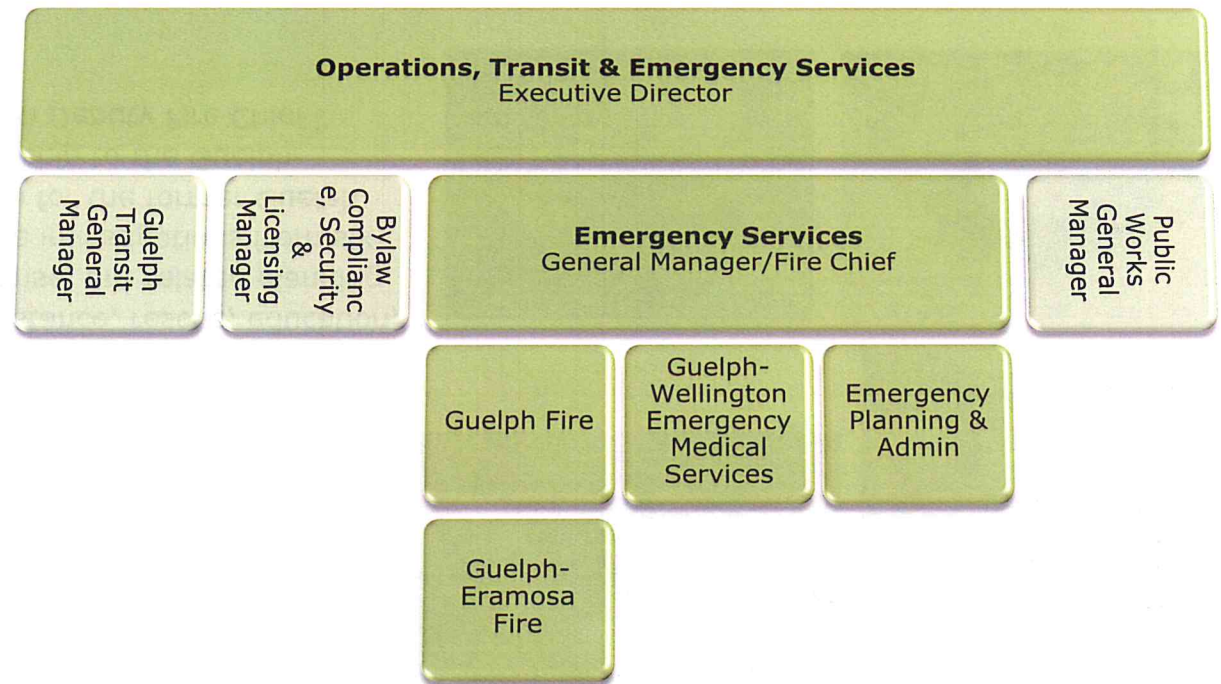 Operations, Transit & Emergency Services
Executive Director
Guelph
Transit
General
Manager
Bylaw
Complianc
e, Security
&
Licensing
Manager
Emergency Services
General Manager/Fire Chief
Public
Works
General
Manager
Guelph Fire
Guelph-
Wellington
Emergency
Medical
Services
Emergency
Planning &
Admin
Guelph-
Eramosa
Fire